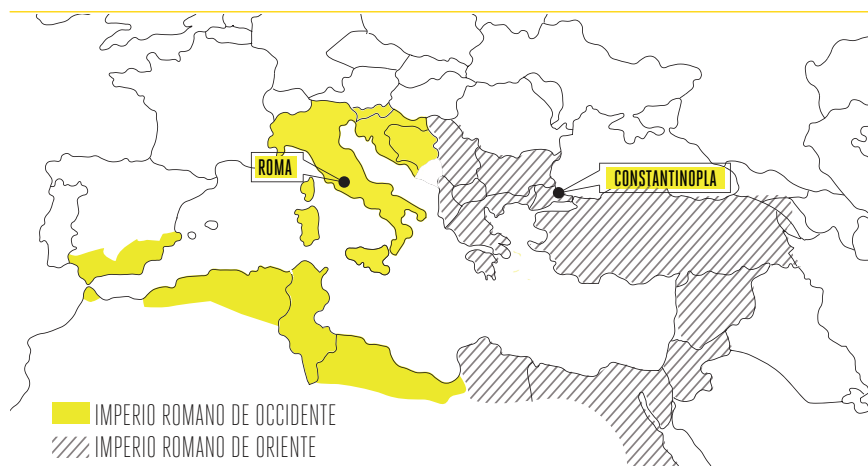 ROMA
CONSTANTINOPLA
IMPERIO ROMANO DE OCCIDENTE
IMPERIO ROMANO DE ORIENTE